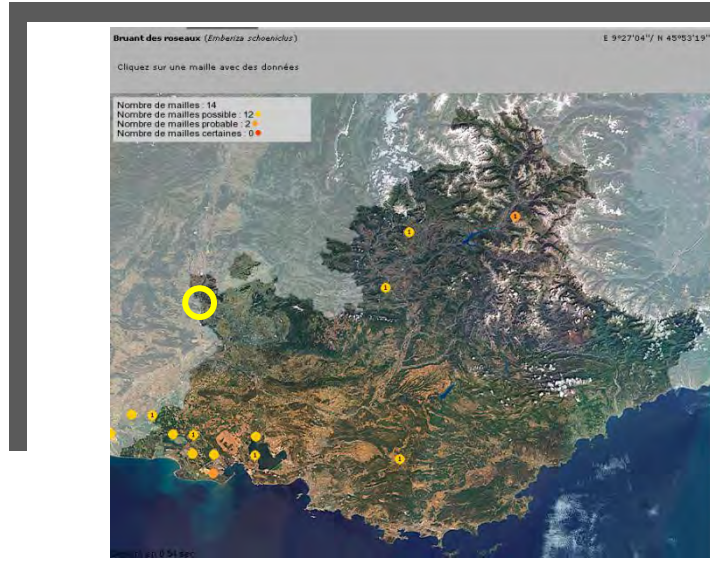 Bruant des roseaux (Emberiza schoeniclus) E 9°27'04"/ N 45°53'19"
Cliquez sur une maille avec des données
Nombre de mailles : 14
Nombre de mailles possible : 12
Nombre de mailles probable : 2
Nombre de mailles certaines : 0
1
1
1
1
1
1
1